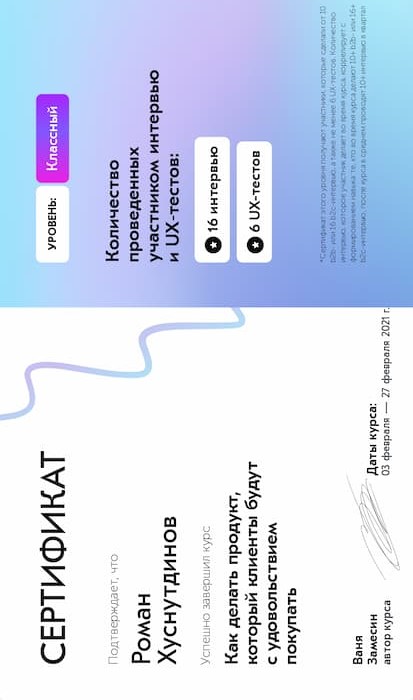 СЕРТИФИКАТ
Подтверждает, что
Роман
Хуснутдинов
Успешно завершил курс
Как делать продукт,
который клиенты будут
с удовольствием
покупать
Ваня
Замесин
автор курса
Даты курса:
03 февраля — 27 февраля 2021 г.
УРОВЕНЬ:
Классный
Количество
проведенных
участником интервью
и UX-тестов:
16 интервью
6 UX-тестов
*Сертификат этого уровня получают участники, которые сделали от 10
b2b- или 16 b2c-интервью, а также не менее 6 UX-тестов. Количество
интервью, которое участник делает во время курса, коррелирует с
формированием навыка: те, кто во время курса делают 10+ b2b- или 16+
b2c-интервью, после курса в среднем проводит 10+ интервью в квартал